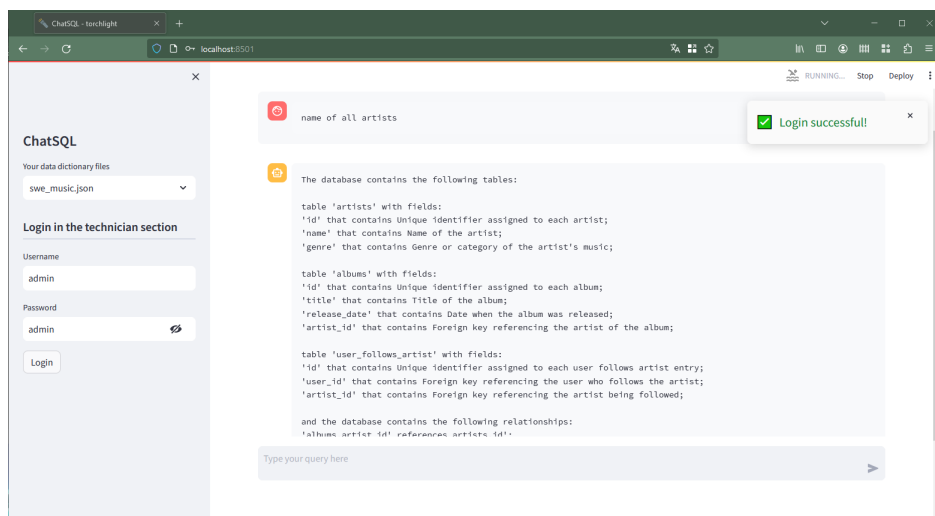 ChatSQL - torchlight
localhost:8501
RUNNING...
Stop
Deploy
ChatSQL
Your data dictionary files
swe_music.json
Login in the technician section
Username
admin
Password
admin
Login
name of all artists
Login successful!
The database contains the following tables:
table 'artists' with fields:
'id' that contains Unique identifier assigned to each artist;
'name' that contains Name of the artist;
'genre' that contains Genre or category of the artist's music;
table 'albums' with fields:
'id' that contains Unique identifier assigned to each album;
'title' that contains Title of the album;
'release_date' that contains Date when the album was released;
'artist_id' that contains Foreign key referencing the artist of the album;
table 'user_follows_artist' with fields:
'id' that contains Unique identifier assigned to each user follows artist entry;
'user_id' that contains Foreign key referencing the user who follows the artist;
'artist_id' that contains Foreign key referencing the artist being followed;
and the database contains the following relationships:
'albums.artist_id' references artists.id';
Type your query here